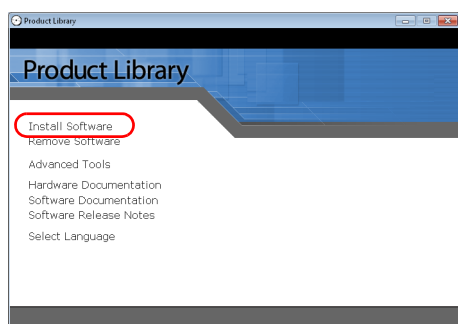 Product Library
Product Library
Install Software
Remove Software
Advanced Tools
Hardware Documentation
Software Documentation
Software Release Notes
Select Language